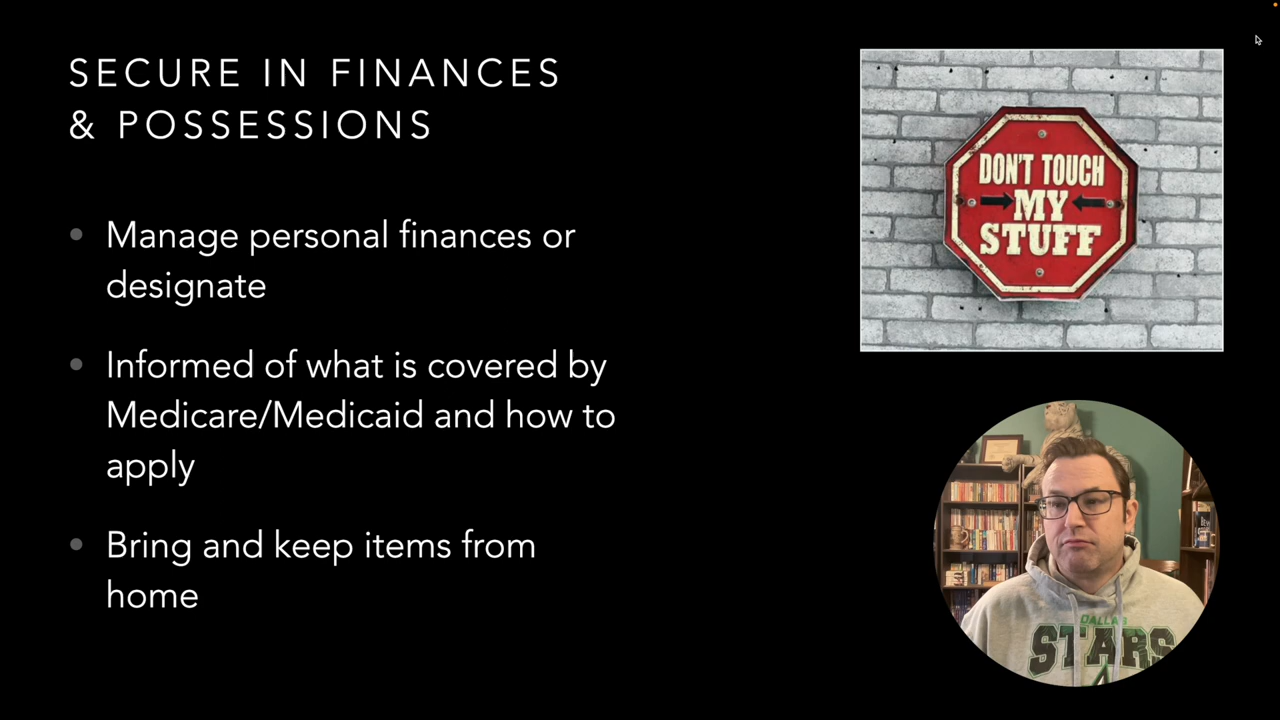 SECURE IN FINANCES
& POSSESSIONS
Manage personal finances or
designate
Informed of what is covered by
Medicare/Medicaid and how to
apply
Bring and keep items from
home
DON'T TOUCH
MY
STUFF
DALLAS
STARS